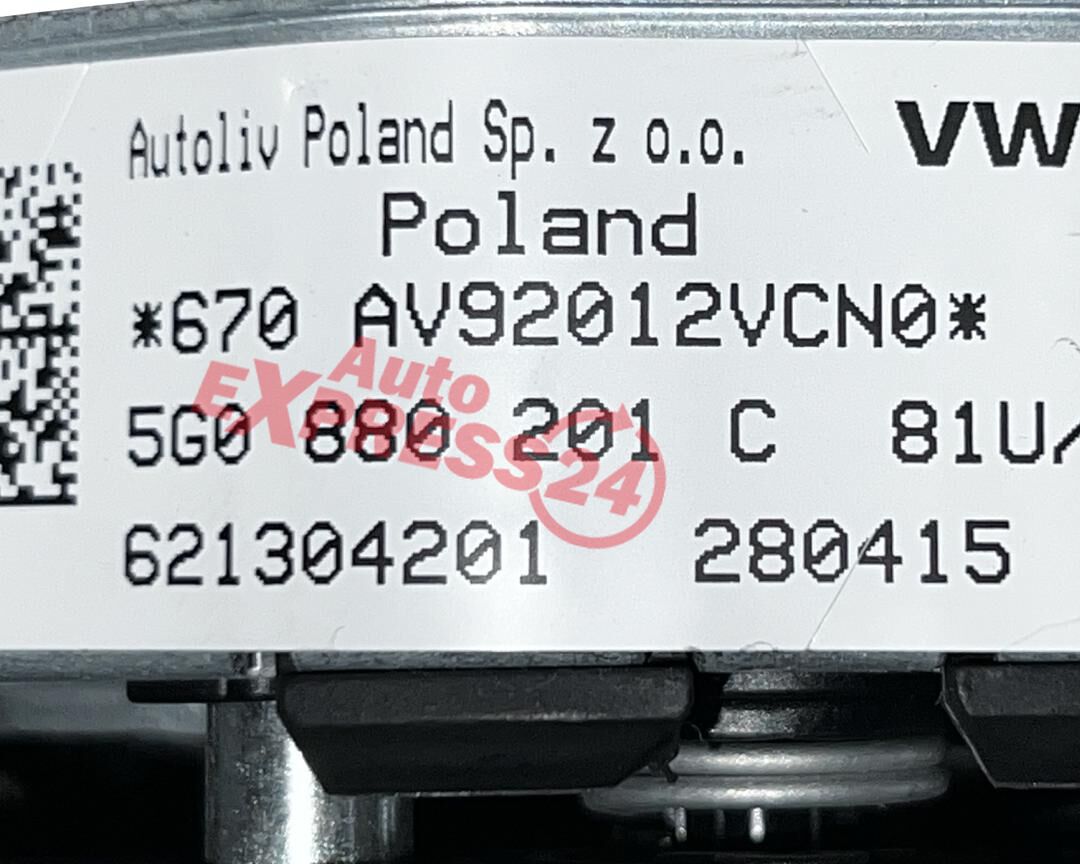 Autoliv Poland Sp. z o.o. VW
Poland
*670 AV92012VCN0*
5G0 880 201 C 81U/
621304201 280415
Auto
EXPRESS24